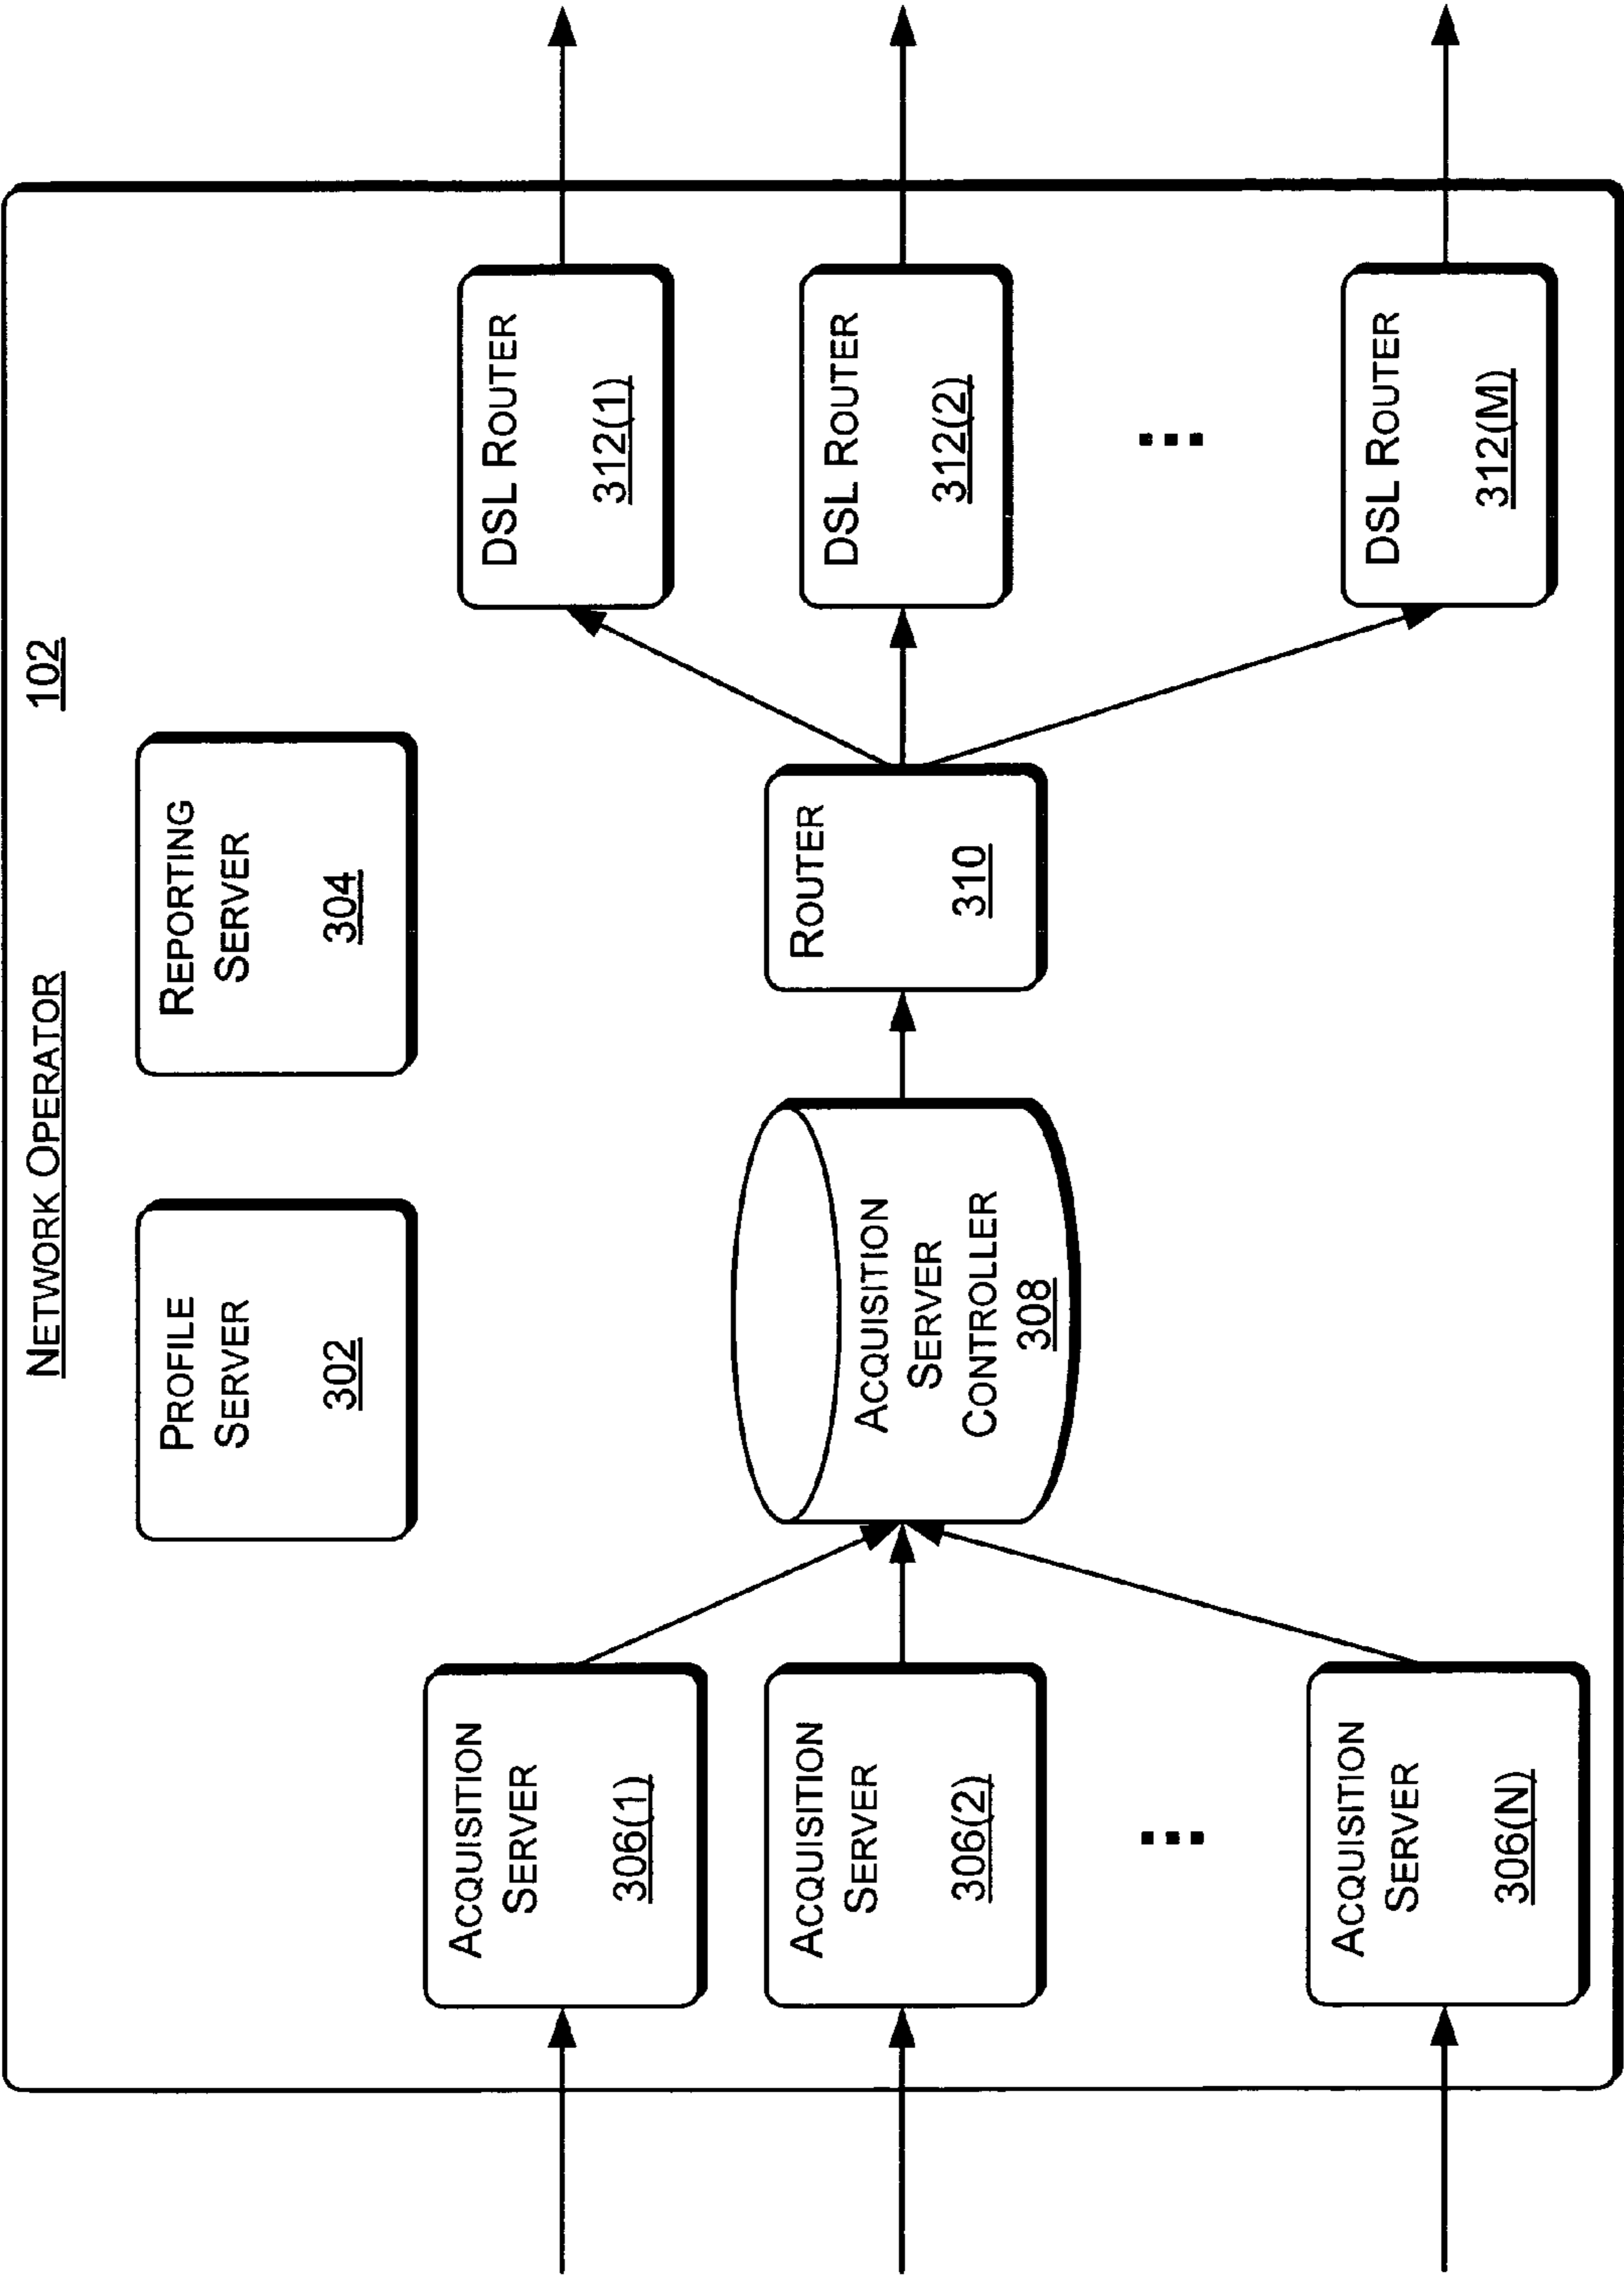 NETWORK OPERATOR 102
PROFILE
SERVER
302
REPORTING
SERVER
304
ACQUISITION
SERVER
306(1)
ACQUISITION
SERVER
306(2)
ACQUISITION
SERVER
306(N)
ACQUISITION
SERVER
CONTROLLER
308
ROUTER
310
DSL ROUTER
312(1)
DSL ROUTER
312(2)
DSL ROUTER
312(M)